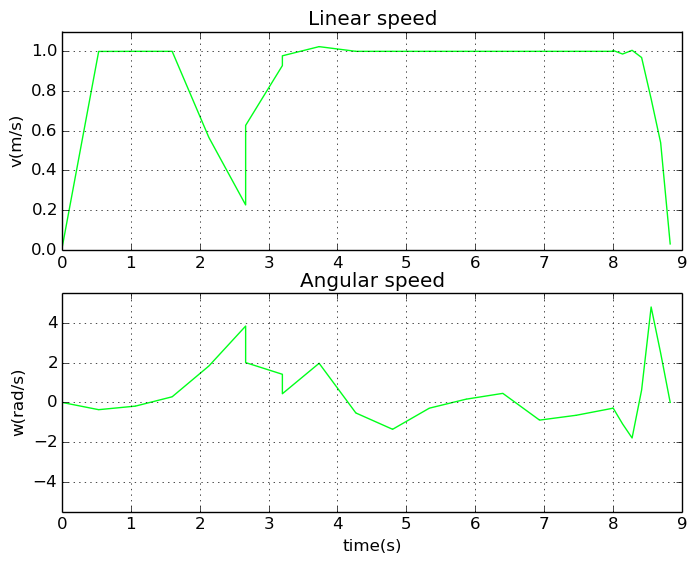 Linear speed
v(m/s)
1.0
0.8
0.6
0.4
0.2
0.0
0 1 2 3 4 5 6 7 8 9
Angular speed
w(rad/s)
4
2
0
−2
−4
0 1 2 3 4 5 6 7 8 9
time(s)